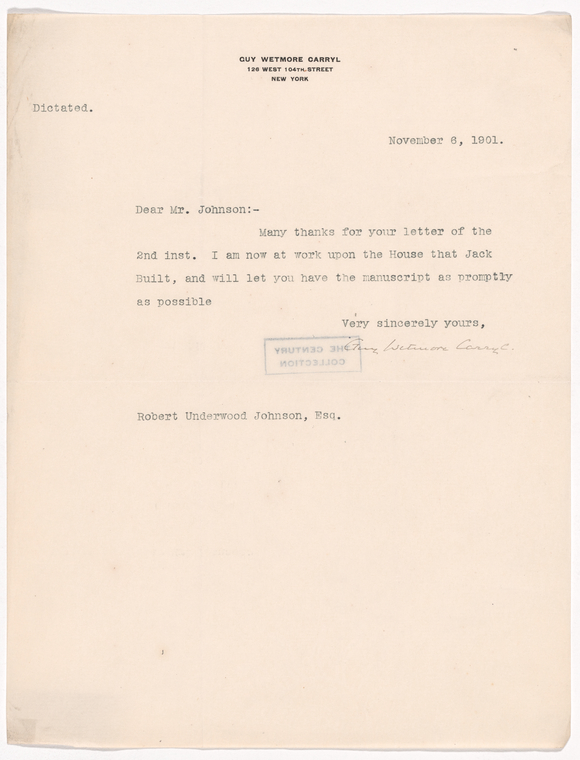 GUY WETMORE CARRYL
126 WEST 104TH. STREET
NEW YORK
Dictated.
November 6, 1901.
Dear Mr. Johnson:-
Many thanks for your letter of the
2nd inst. I am now at work upon the House that Jack
Built, and will let you have the manuscript as promptly
as possible
Very sincerely yours,
Guy Wetmore Carryl.
THE CENTURY
COLLECTION
Robert Underwood Johnson, Esq.